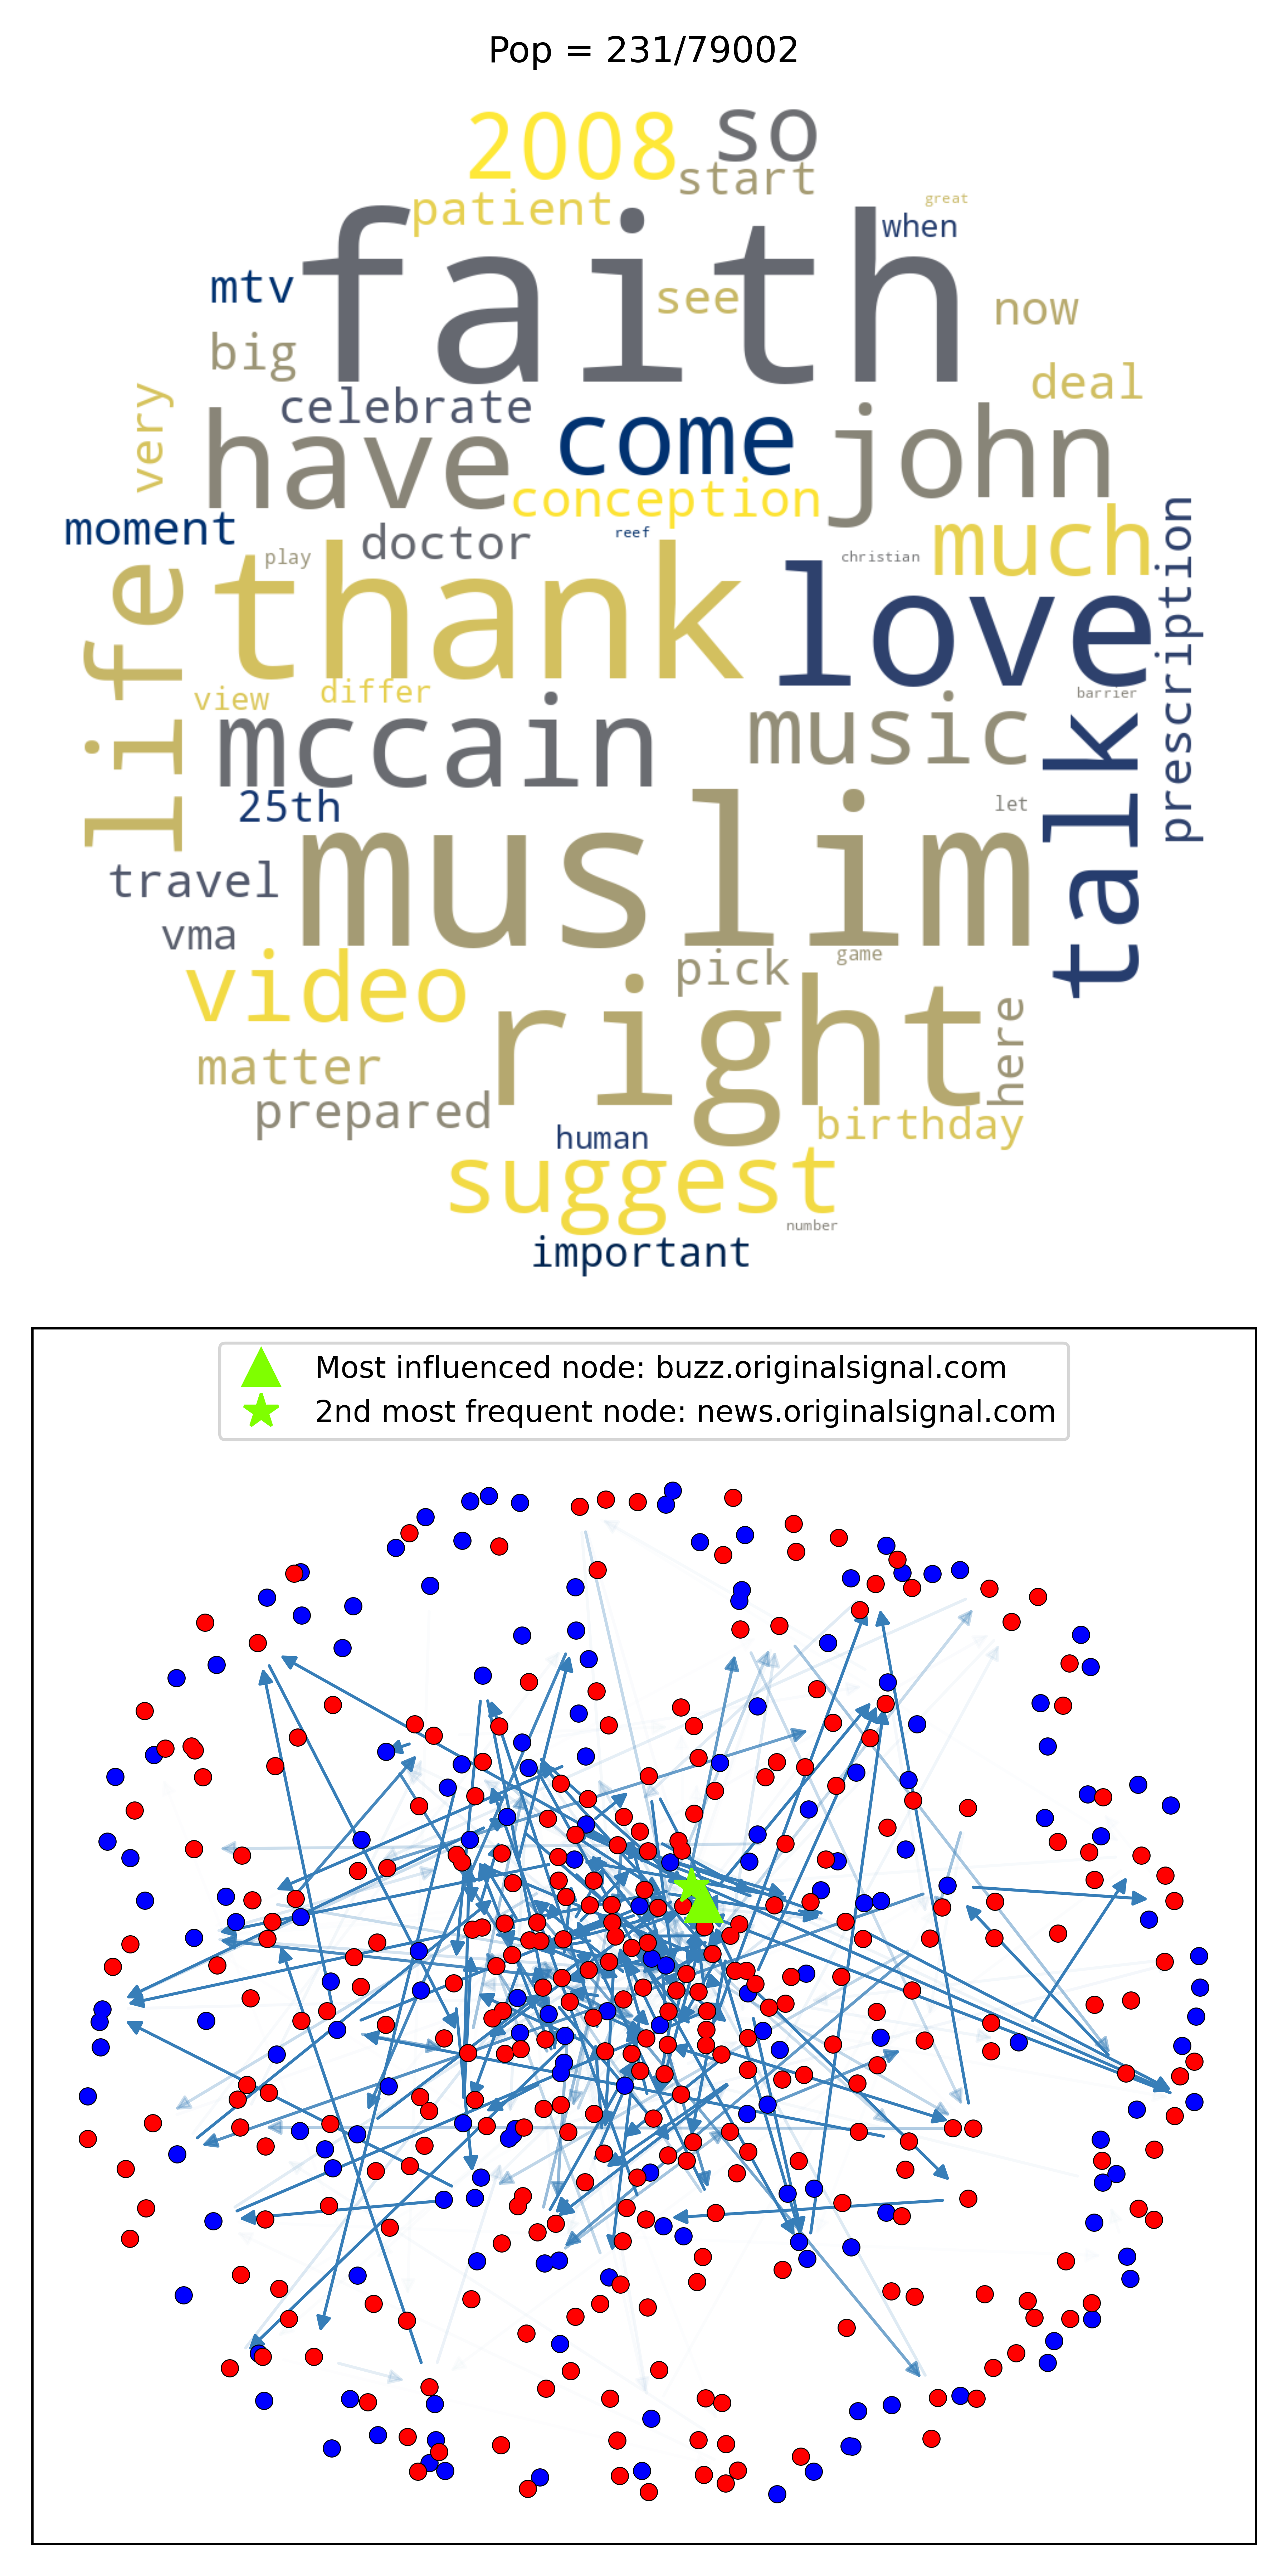 Pop = 231/79002
2008 so
start
patient great
when
faith
mtv see now
big deal
celebrate
very have come john
conception
moment doctor reef much
play christian prescription
life thank love
view differ barrier
mccain music talk
25th let
muslim
travel
vma
video pick game
right here
matter
prepared birthday
human
suggest
number
important
Most influenced node: buzz.originalsignal.com
2nd most frequent node: news.originalsignal.com